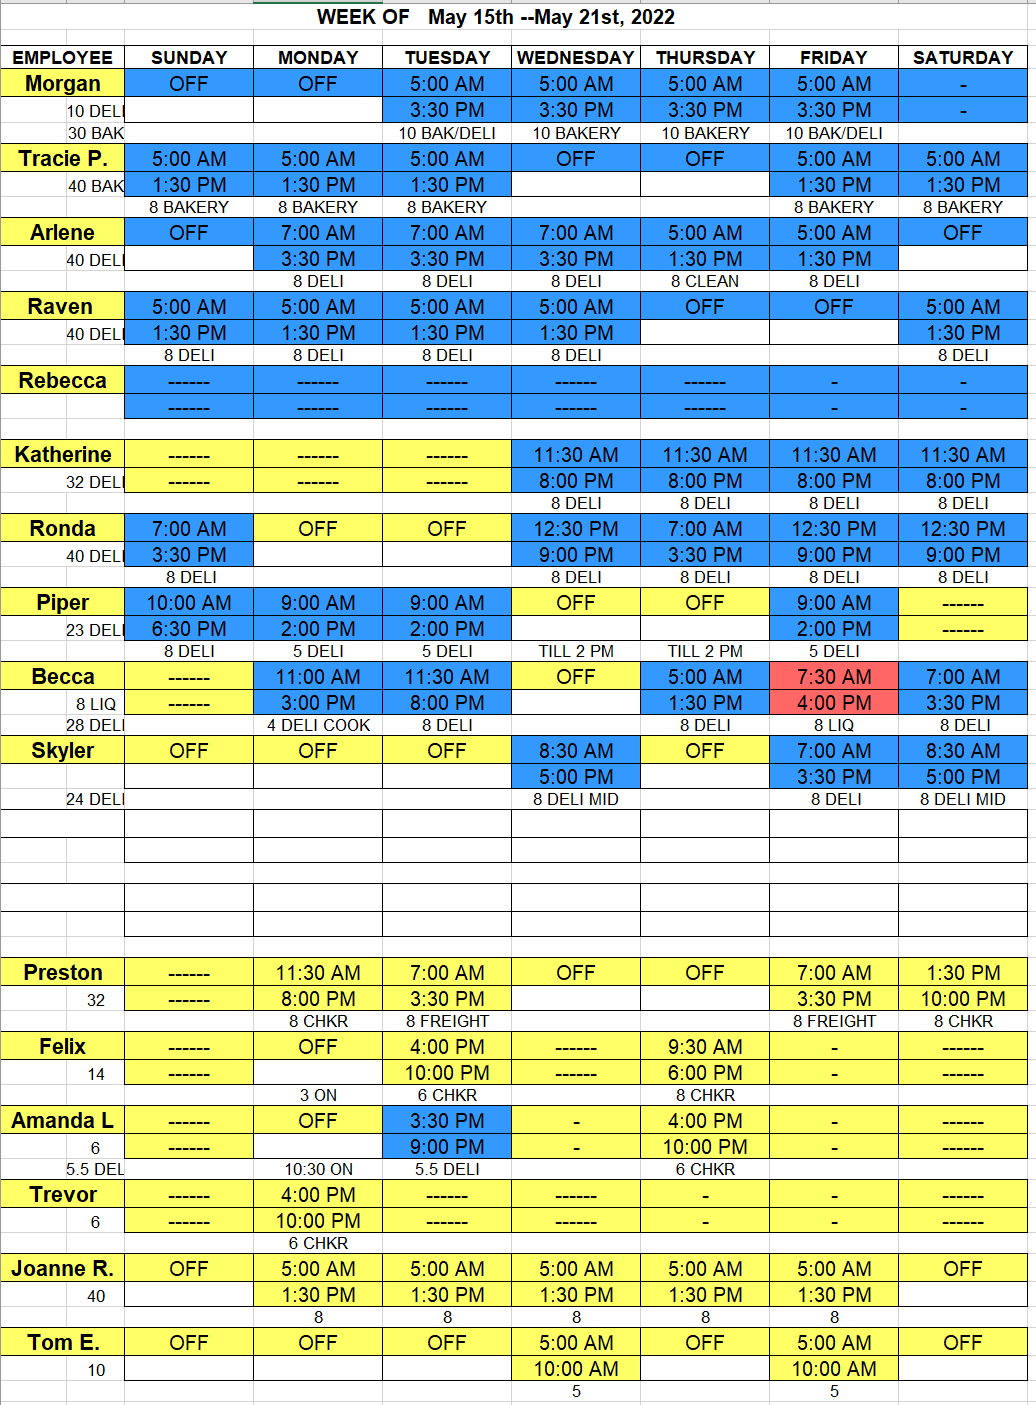 WEEK OF May 15th --May 21st, 2022
EMPLOYEE SUNDAY MONDAY TUESDAY WEDNESDAY THURSDAY FRIDAY SATURDAY
Morgan OFF OFF 5:00 AM 5:00 AM 5:00 AM 5:00 AM -
10 DELI 3:30 PM 3:30 PM 3:30 PM 3:30 PM -
30 BAK 10 BAK/DELI 10 BAKERY 10 BAKERY 10 BAK/DELI
Tracie P. 5:00 AM 5:00 AM 5:00 AM OFF OFF 5:00 AM 5:00 AM
40 BAK 1:30 PM 1:30 PM 1:30 PM 1:30 PM 1:30 PM
8 BAKERY 8 BAKERY 8 BAKERY 8 BAKERY 8 BAKERY
Arlene OFF 7:00 AM 7:00 AM 7:00 AM 5:00 AM 5:00 AM OFF
40 DELI 3:30 PM 3:30 PM 3:30 PM 1:30 PM 1:30 PM
8 DELI 8 DELI 8 DELI 8 CLEAN 8 DELI
Raven 5:00 AM 5:00 AM 5:00 AM 5:00 AM OFF OFF 5:00 AM
40 DELI 1:30 PM 1:30 PM 1:30 PM 1:30 PM 1:30 PM
8 DELI 8 DELI 8 DELI 8 DELI 8 DELI
Rebecca ------ ------ ------ ------ ------ - -
------ ------ ------ ------ ------ - -
Katherine ------ ------ ------ 11:30 AM 11:30 AM 11:30 AM 11:30 AM
32 DELI ------ ------ ------ 8:00 PM 8:00 PM 8:00 PM 8:00 PM
8 DELI 8 DELI 8 DELI 8 DELI
Ronda 7:00 AM OFF OFF 12:30 PM 7:00 AM 12:30 PM 12:30 PM
40 DELI 3:30 PM 9:00 PM 3:30 PM 9:00 PM 9:00 PM
8 DELI 8 DELI 8 DELI 8 DELI 8 DELI
Piper 10:00 AM 9:00 AM 9:00 AM OFF OFF 9:00 AM ------
23 DELI 6:30 PM 2:00 PM 2:00 PM 2:00 PM ------
8 DELI 5 DELI 5 DELI TILL 2 PM TILL 2 PM 5 DELI
Becca ------ 11:00 AM 11:30 AM OFF 5:00 AM 7:30 AM 7:00 AM
8 LIQ ------ 3:00 PM 8:00 PM 1:30 PM 4:00 PM 3:30 PM
28 DELI 4 DELI COOK 8 DELI 8 DELI 8 LIQ 8 DELI
Skyler OFF OFF OFF 8:30 AM OFF 7:00 AM 8:30 AM
5:00 PM 3:30 PM 5:00 PM
24 DELI 8 DELI MID 8 DELI 8 DELI MID
Preston ------ 11:30 AM 7:00 AM OFF OFF 7:00 AM 1:30 PM
32 ------ 8:00 PM 3:30 PM 3:30 PM 10:00 PM
8 CHKR 8 FREIGHT 8 FREIGHT 8 CHKR
Felix ------ OFF 4:00 PM ------ 9:30 AM - ------
14 ------ 10:00 PM ------ 6:00 PM - ------
3 ON 6 CHKR 8 CHKR
Amanda L ------ OFF 3:30 PM - 4:00 PM - ------
6 ------ 9:00 PM - 10:00 PM - ------
5.5 DEL 10:30 ON 5.5 DELI 6 CHKR
Trevor ------ 4:00 PM ------ ------ - - ------
6 ------ 10:00 PM ------ ------ - - ------
6 CHKR
Joanne R. OFF 5:00 AM 5:00 AM 5:00 AM 5:00 AM 5:00 AM OFF
40 1:30 PM 1:30 PM 1:30 PM 1:30 PM 1:30 PM
8 8 8 8 8
Tom E. OFF OFF OFF 5:00 AM OFF 5:00 AM OFF
10 10:00 AM 10:00 AM
5 5